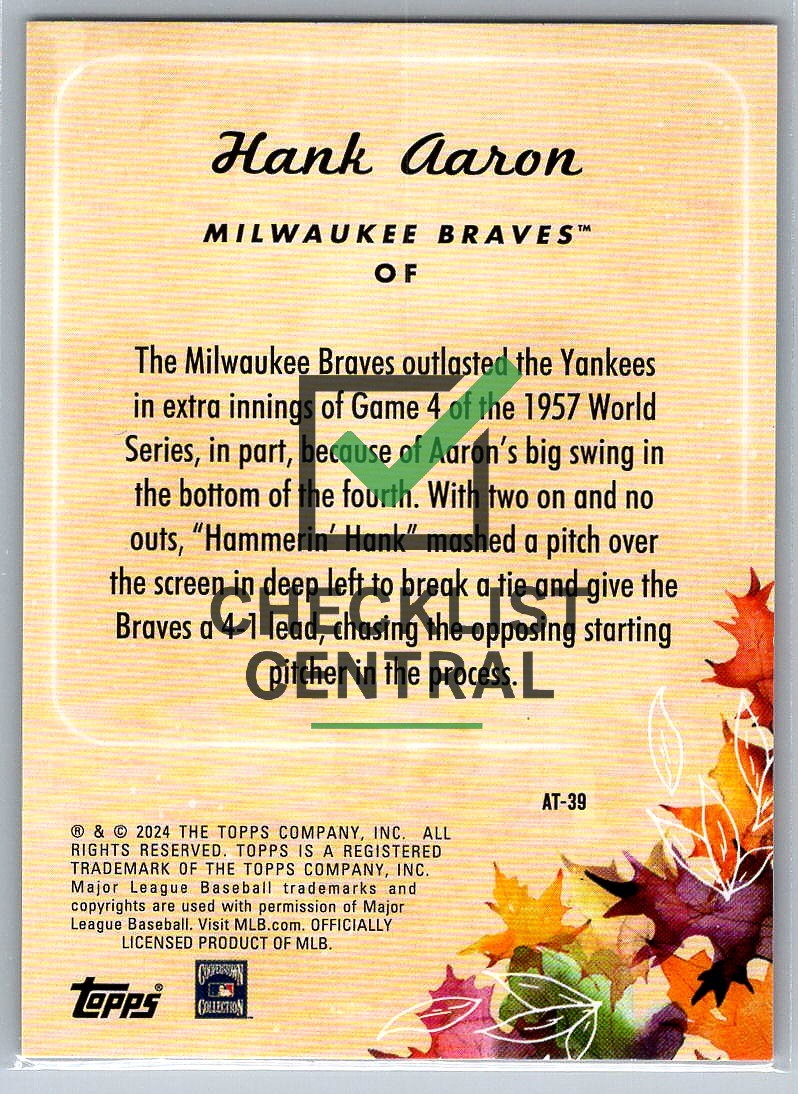 Hank Aaron
MILWAUKEE BRAVES™
OF
The Milwaukee Braves outlasted the Yankees
in extra innings of Game 4 of the 1957 World
Series, in part, because of Aaron's big swing in
the bottom of the fourth. With two on and no
outs, “Hammerin’ Hank” mashed a pitch over
the screen in deep left to break a tie and give the
Braves a 4-1 lead, chasing the opposing starting
pitcher in the process.
CHECKLIST
CENTRAL
AT-39
® & © 2024 THE TOPPS COMPANY, INC. ALL
RIGHTS RESERVED. TOPPS IS A REGISTERED
TRADEMARK OF THE TOPPS COMPANY, INC.
Major League Baseball trademarks and
copyrights are used with permission of Major
League Baseball. Visit MLB.com. OFFICIALLY
LICENSED PRODUCT OF MLB.
topps®
COOPERSTOWN
COLLECTION™